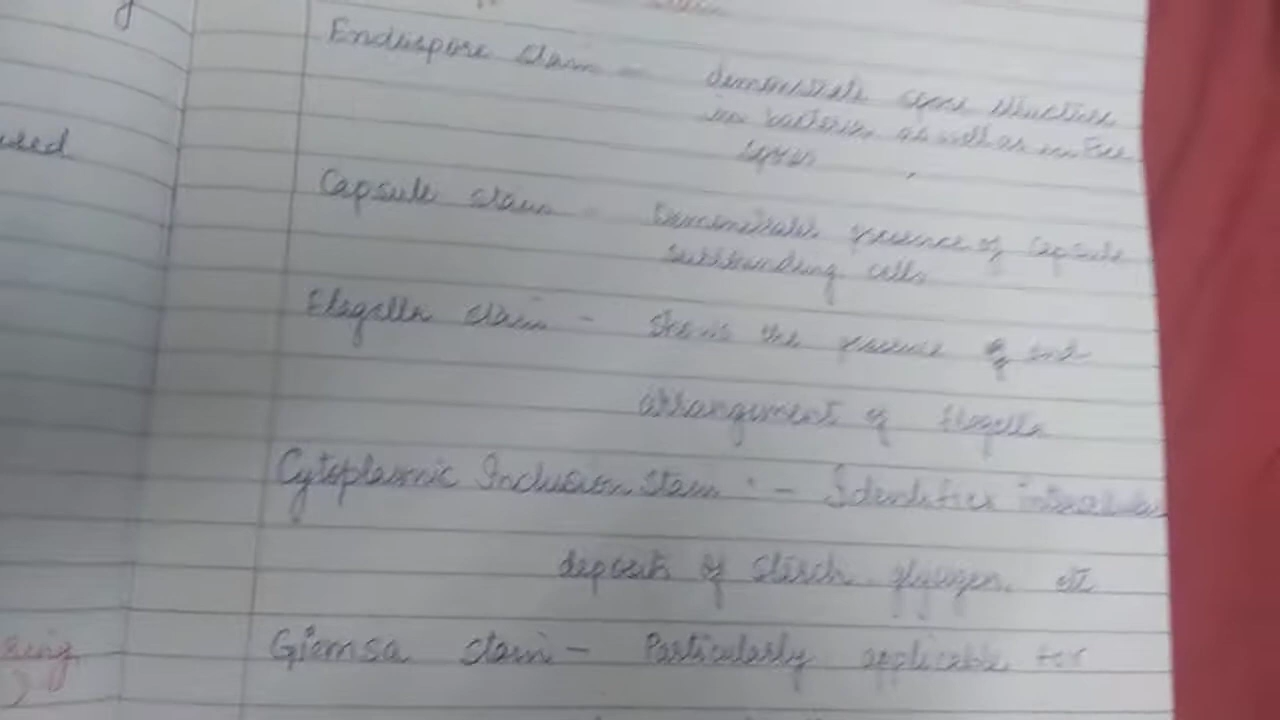 Endospore stain - demonstrate spore structure
in bacteria as well as in free
spores
Capsule stain - Demonstrate presence of Capsule
surrounding cells
Flagella stain - Shows the presence of and
arrangement of flagella
Cytoplasmic Inclusion stain :- Identifies intracellular
deposits of starch, glycogen, etc
Giemsa stain - Particularly applicable for